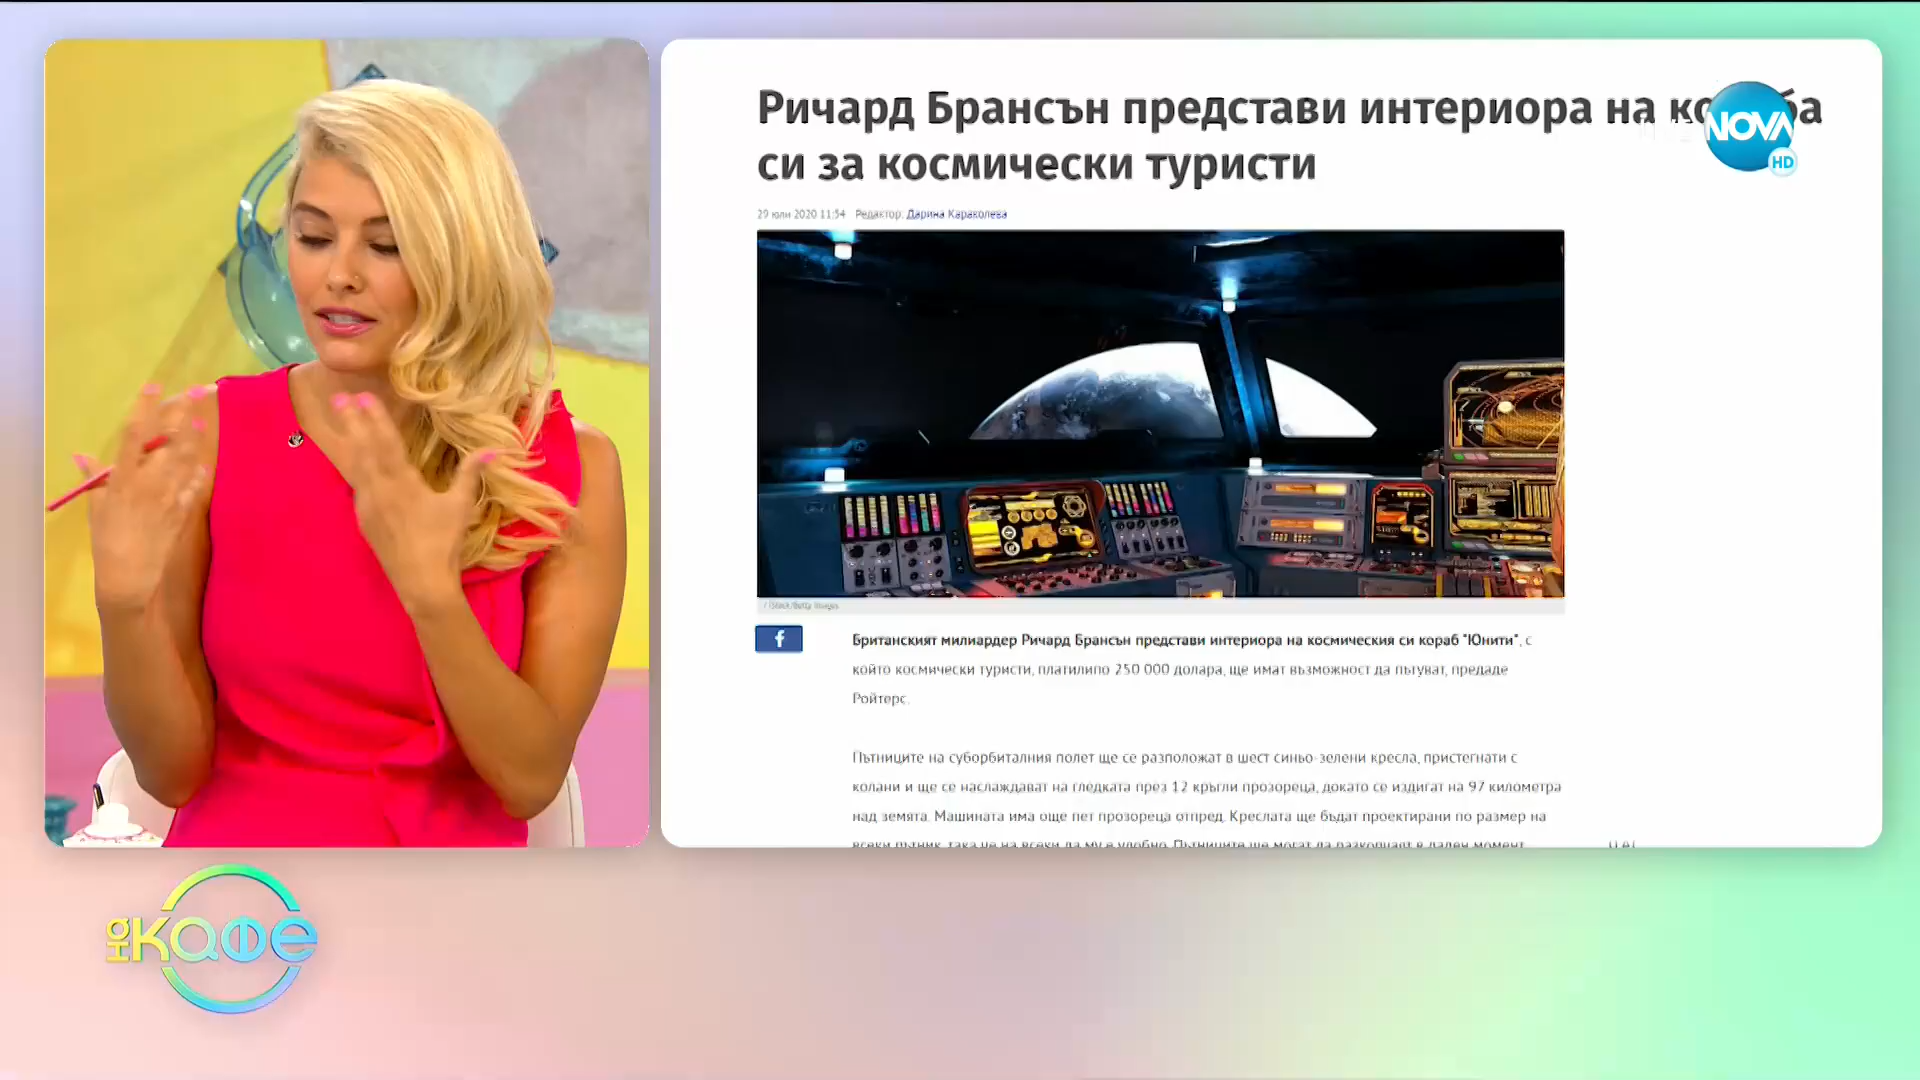 Ричард Брансън представи интериора на
си за космически туристи
NOVA
HD
29 юли 2020 11:54 Редактор: Дарина Караколева
/ iStock/Getty Images
f
Британският милиардер Ричард Брансън представи интериора на космическия си кораб "Юнити", с
който космически туристи, платилипо 250 000 долара, ще имат възможност да пътуват, предаде
Ройтерс.
Пътниците на суборбиталния полет ще се разположат в шест синьо-зелени кресла, пристегнати с
колани и ще се наслаждават на гледката през 12 кръгли прозореца, докато се издигат на 97 километра
над земята. Машината има още пет прозореца отпред. Креслата ще бъдат проектирани по размер на
на кафе